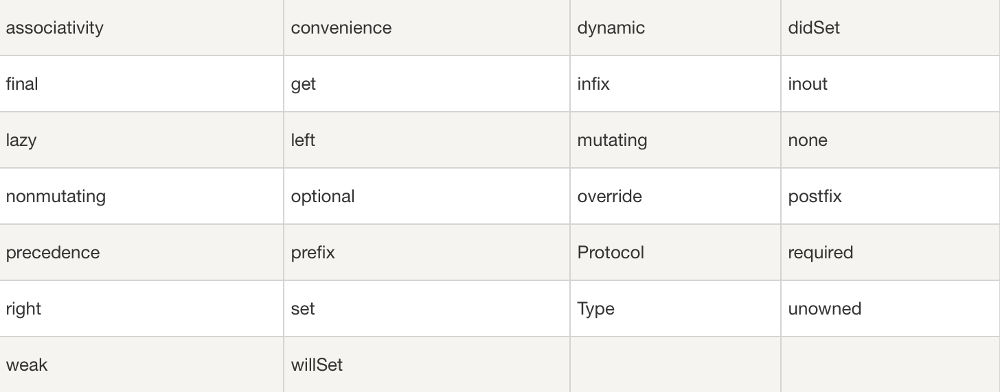 associativity convenience dynamic didSet
final get infix inout
lazy left mutating none
nonmutating optional override postfix
precedence prefix Protocol required
right set Type unowned
weak willSet